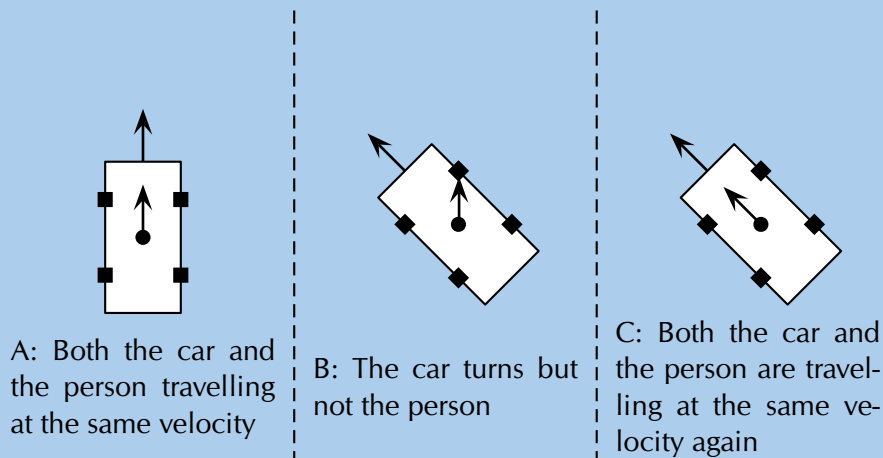 A: Both the car and
the person travelling
at the same velocity
B: The car turns but
not the person
C: Both the car and
the person are travel-
ling at the same ve-
locity again